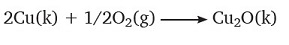 2Cu(k) + 1/2O₂(g) ⟶ Cu₂O(k)